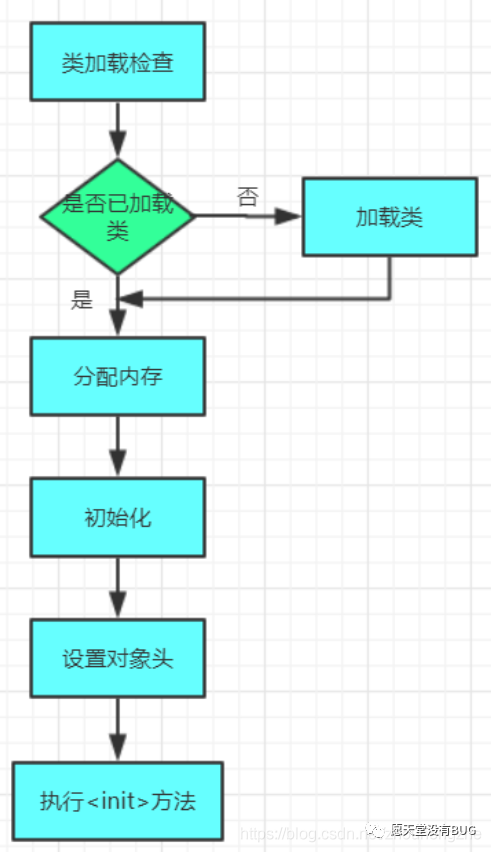 类加载检查
是否已加载
类
否
加载类
是
分配内存
初始化
设置对象头
执行<init>方法
愿天堂没有BUG
https://blog.csdn.n